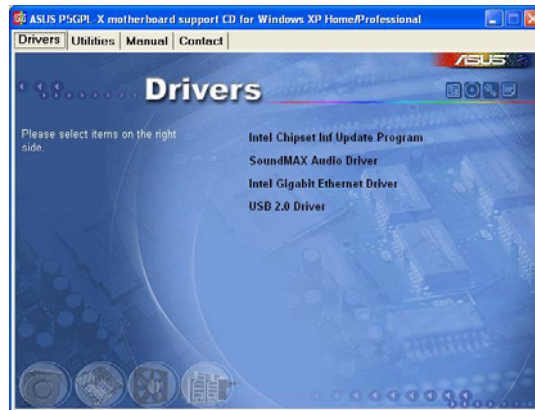 ASUS P5GPL-X motherboard support CD for Windows XP Home/Professional
Drivers Utilities Manual Contact
ASUS
Drivers
Please select items on the right
side.
Intel Chipset Inf Update Program
SoundMAX Audio Driver
Intel Gigabit Ethernet Driver
USB 2.0 Driver